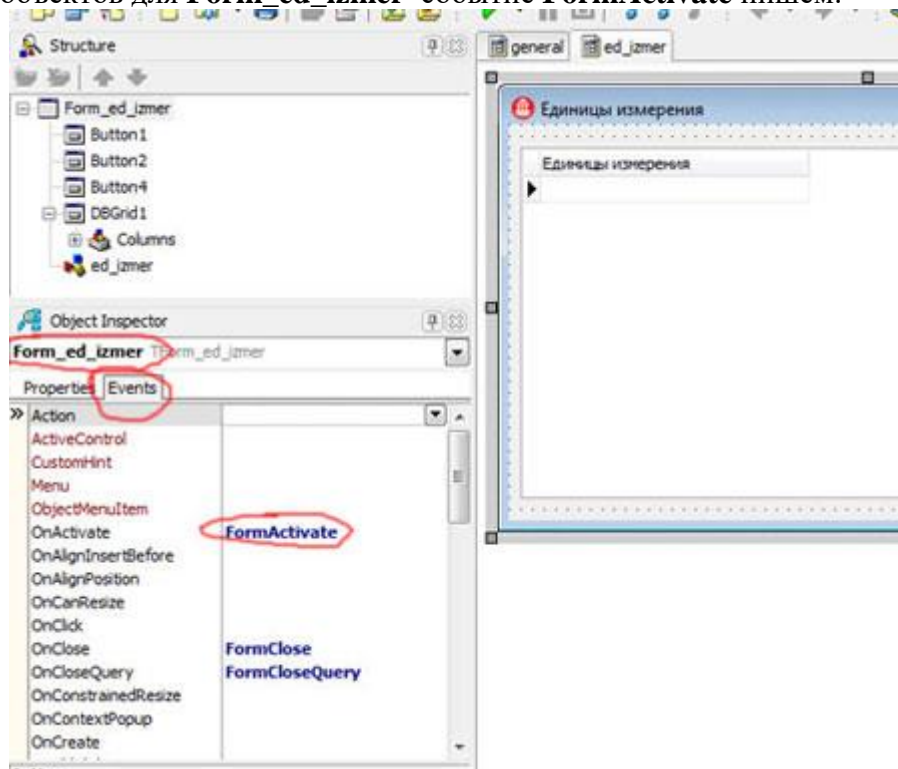 объектов для Form_ed_izmer событие FormActivate пишем:
Structure
general
ed_izmer
Form_ed_izmer
Button1
Button2
Button4
DBGrid1
Columns
ed_izmer
Единицы измерения
Единицы измерения
Object Inspector
Form_ed_izmer TForm_ed_izmer
Properties
Events
Action
ActiveControl
CustomHint
Menu
ObjectMenuItem
OnActivate FormActivate
OnAlignInsertBefore
OnAlignPosition
OnCanResize
OnClick
OnClose FormClose
OnCloseQuery FormCloseQuery
OnConstrainedResize
OnContextPopup
OnCreate